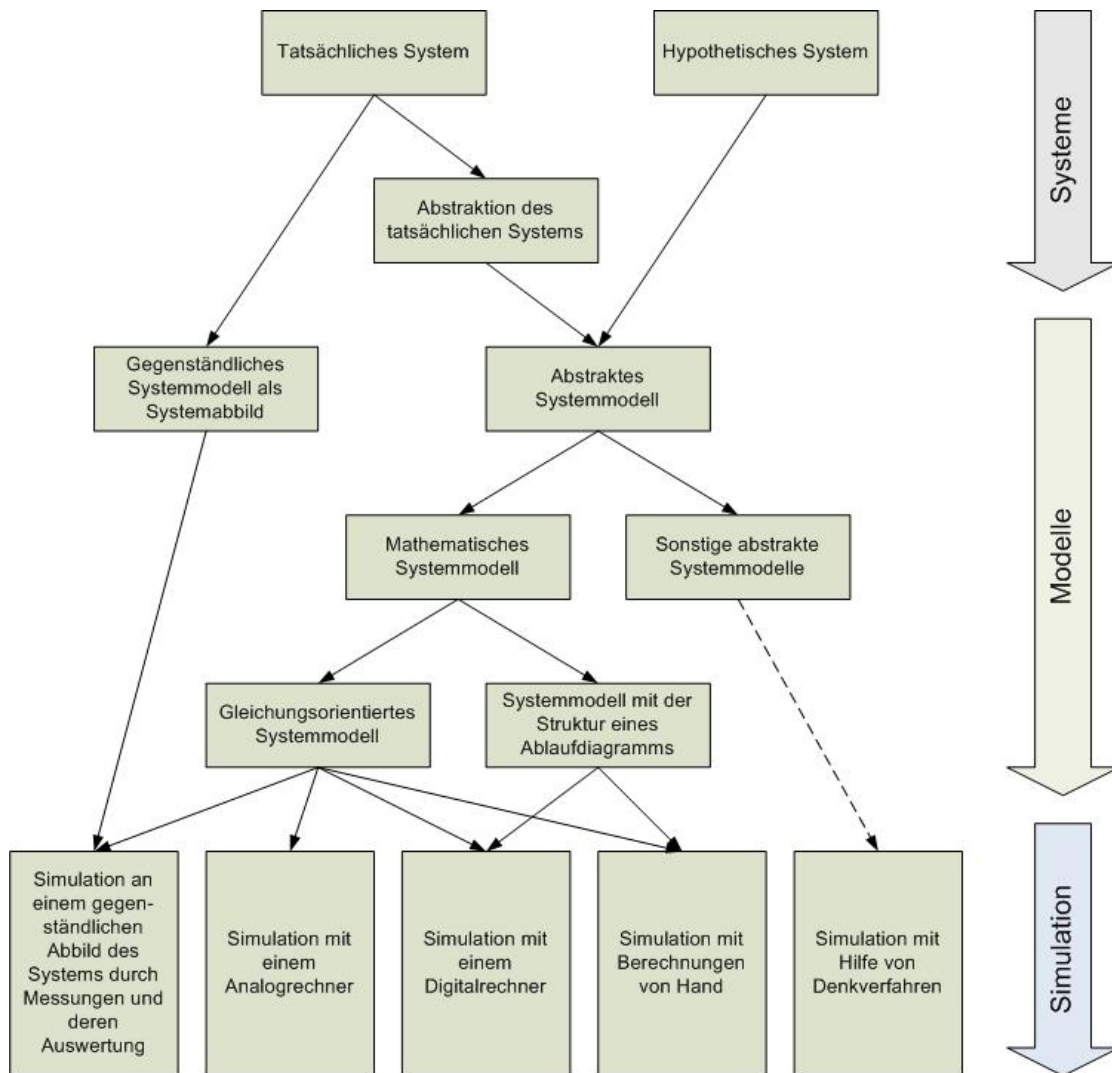 Tatsächliches System
Hypothetisches System
Abstraktion des
tatsächlichen Systems
Gegenständliches
Systemmodell als
Systemabbild
Abstraktes
Systemmodell
Mathematisches
Systemmodell
Sonstige abstrakte
Systemmodelle
Gleichungsorientiertes
Systemmodell
Systemmodell mit der
Struktur eines
Ablaufdiagramms
Simulation an
einem gegen-
ständlichen
Abbild des
Systems durch
Messungen und
deren
Auswertung
Simulation mit
einem
Analogrechner
Simulation mit
einem
Digitalrechner
Simulation mit
Berechnungen
von Hand
Simulation mit
Hilfe von
Denkverfahren
Systeme
Modelle
Simulation